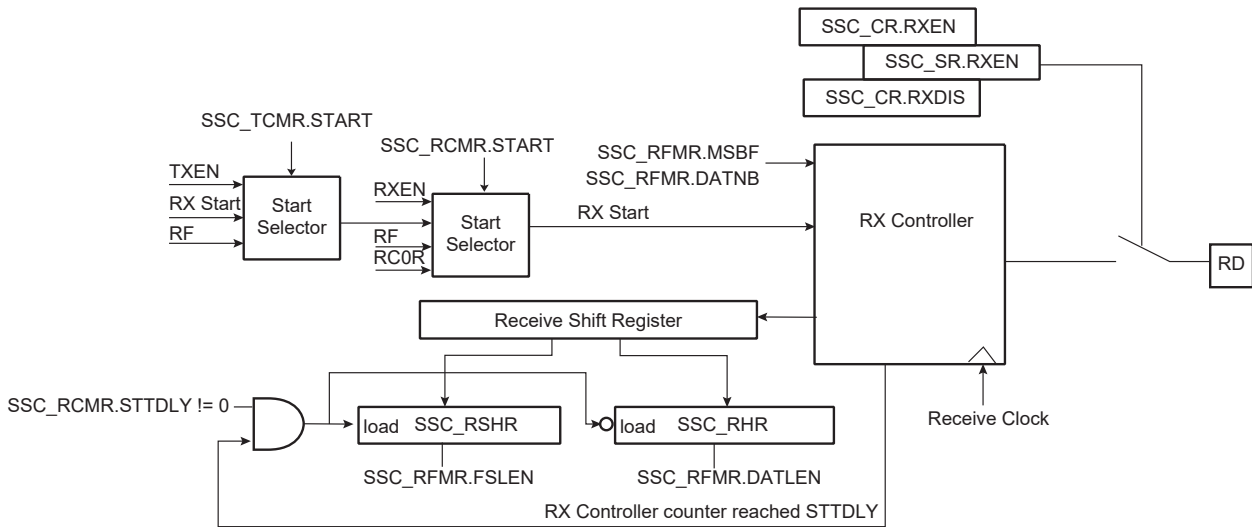 SSC_CR.RXEN
SSC_SR.RXEN
SSC_CR.RXDIS
SSC_TCMR.START
SSC_RCMR.START
SSC_RFMR.MSBF
SSC_RFMR.DATNB
TXEN
RX Start
RF
Start
Selector
RXEN
RF
RC0R
Start
Selector
RX Start
RX Controller
RD
Receive Shift Register
SSC_RCMR.STTDLY != 0
load SSC_RSHR
load SSC_RHR
Receive Clock
SSC_RFMR.FSLEN
SSC_RFMR.DATLEN
RX Controller counter reached STTDLY